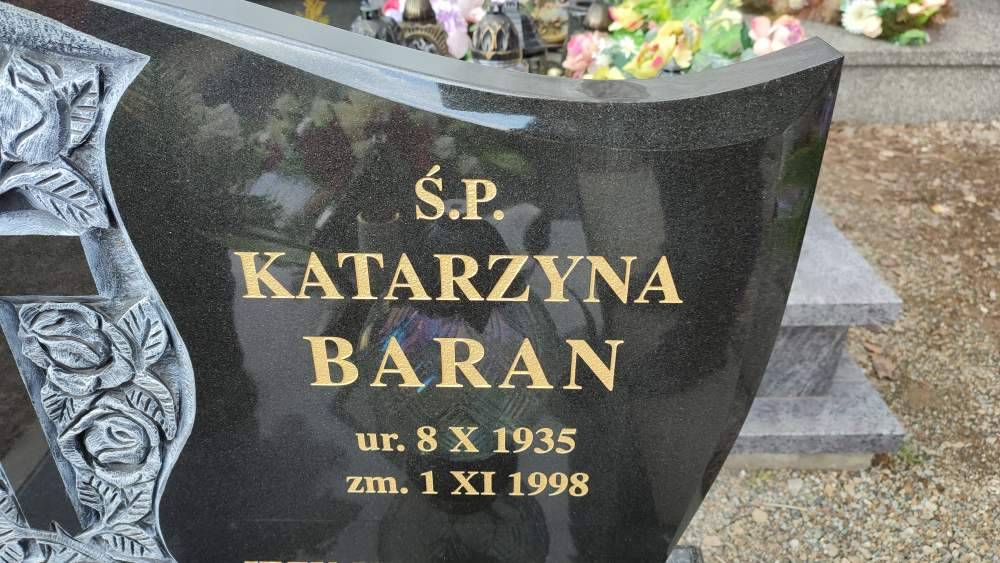 Ś.P.
KATARZYNA
BARAN
ur. 8 X 1935
zm. 1 XI 1998